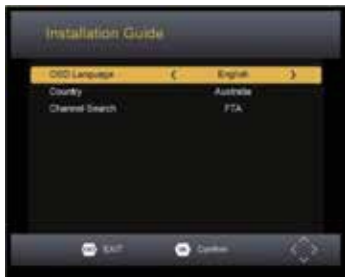 Installation Guide
OSD Language English
Country Australia
Channel Search FTA
EXIT Confirm